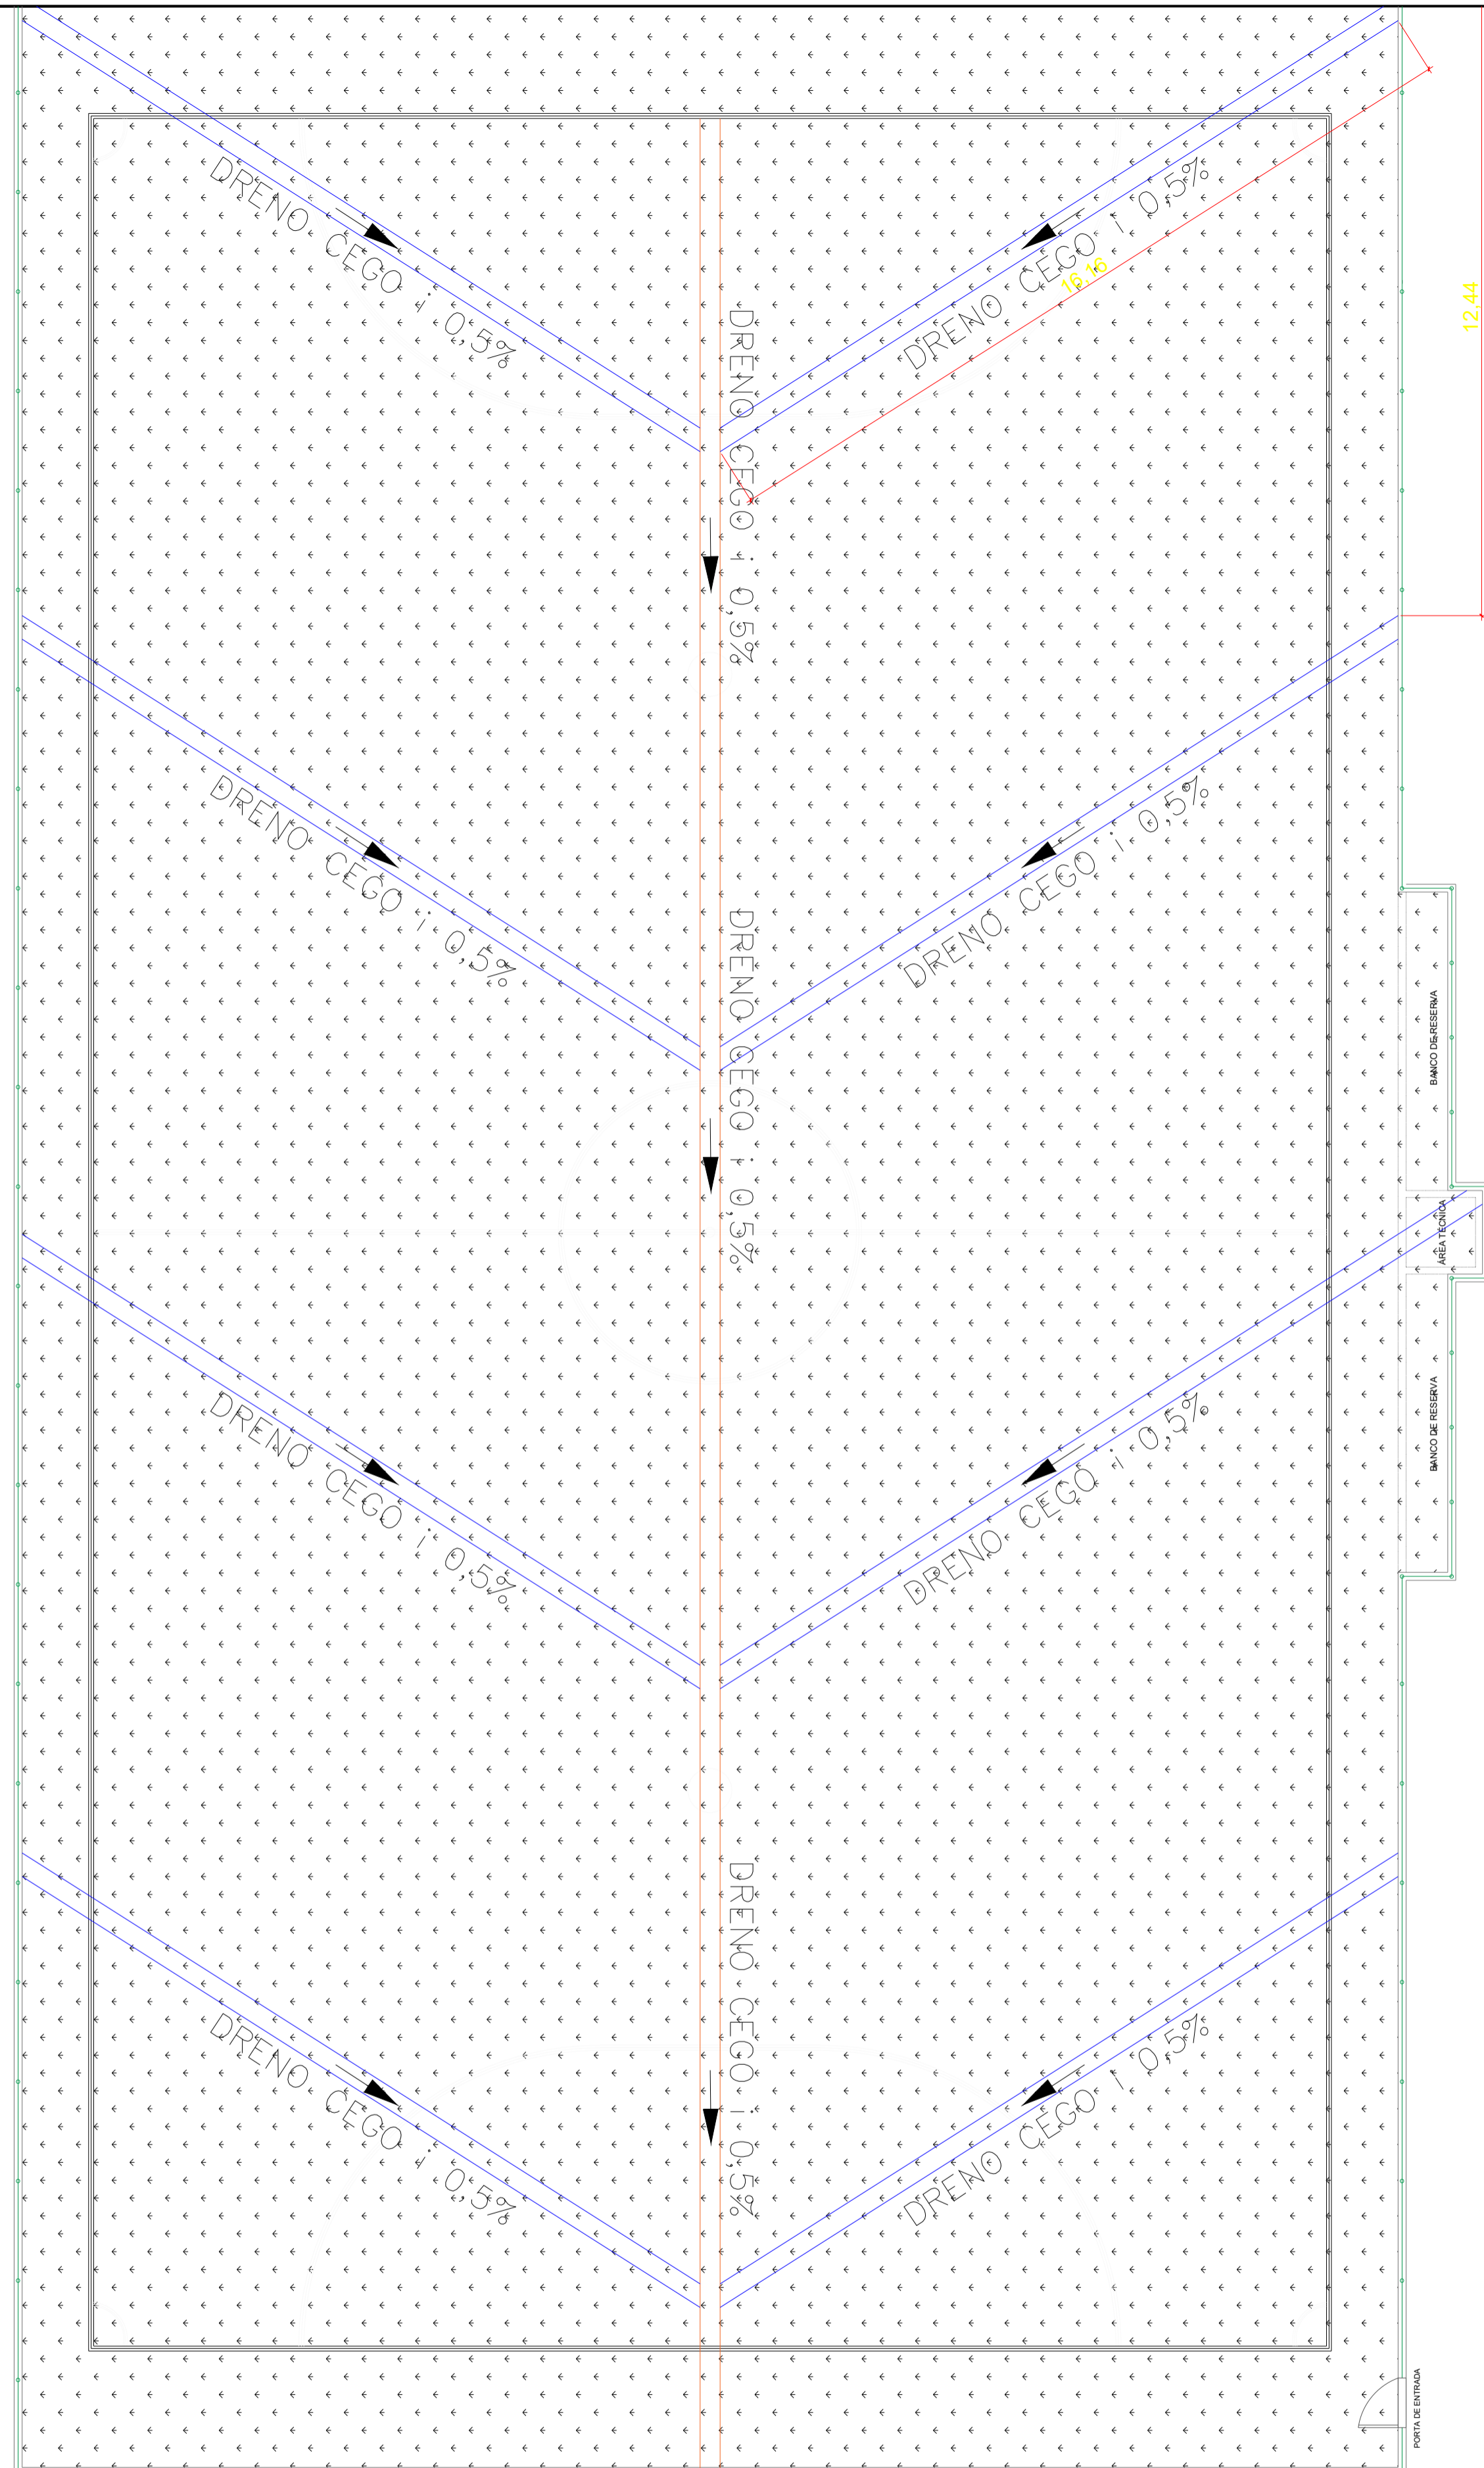 DRENO CEGO i 0,5%
DRENO CEGO i 0,5%
16,16
12,44
DRENO CEGO i 0,5%
DRENO CEGO i 0,5%
DRENO CEGO i 0,5%
DRENO CEGO i 0,5%
BANCO DE RESERVA
ÁREA TÉCNICA
BANCO DE RESERVA
DRENO CEGO i 0,5%
DRENO CEGO i 0,5%
DRENO CEGO i 0,5%
DRENO CEGO i 0,5%
DRENO CEGO i 0,5%
PORTA DE ENTRADA